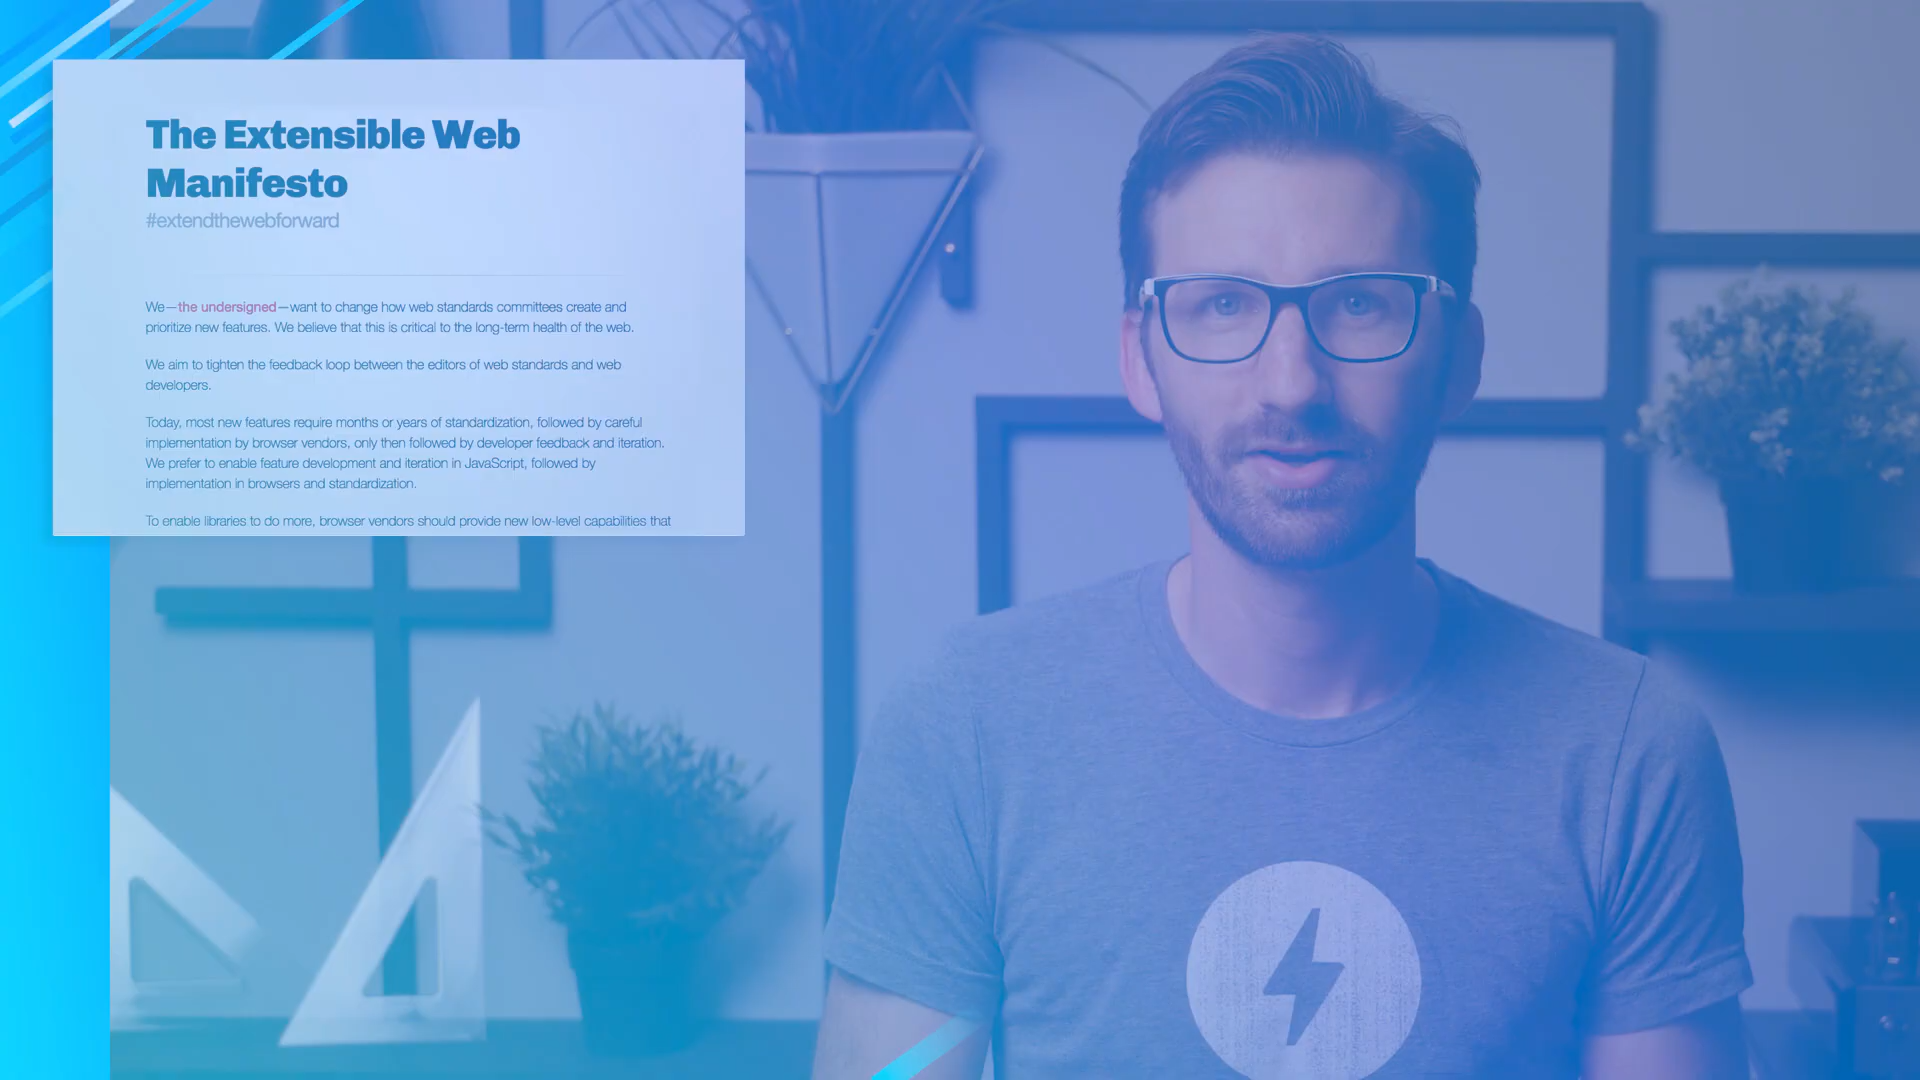 The Extensible Web
Manifesto
#extendthewebforward
We—the undersigned—want to change how web standards committees create and
prioritize new features. We believe that this is critical to the long-term health of the web.
We aim to tighten the feedback loop between the editors of web standards and web
developers.
Today, most new features require months or years of standardization, followed by careful
implementation by browser vendors, only then followed by developer feedback and iteration.
We prefer to enable feature development and iteration in JavaScript, followed by
implementation in browsers and standardization.
To enable libraries to do more, browser vendors should provide new low-level capabilities that